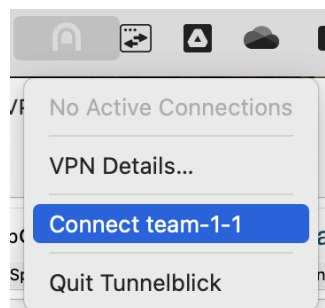 No Active Connections
VPN Details...
Connect team-1-1
Quit Tunnelblick